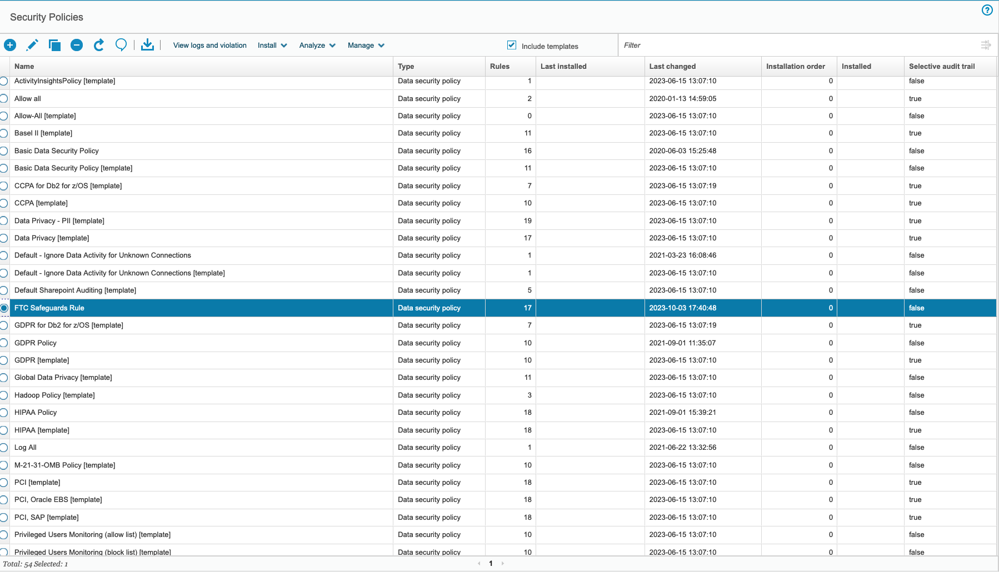 Security Policies
View logs and violation Install Analyze Manage Include templates Filter
Name Type Rules Last installed Last changed Installation order Installed Selective audit trail
ActivityInsightsPolicy [template] Data security policy 1 2023-06-15 13:07:10 0 false
Allow all Data security policy 2 2020-01-13 14:59:05 0 true
Allow-All [template] Data security policy 0 2023-06-15 13:07:10 0 false
Basel II [template] Data security policy 11 2023-06-15 13:07:10 0 true
Basic Data Security Policy Data security policy 16 2020-06-03 15:25:48 0 false
Basic Data Security Policy [template] Data security policy 11 2023-06-15 13:07:10 0 false
CCPA for Db2 for z/OS [template] Data security policy 7 2023-06-15 13:07:19 0 true
CCPA [template] Data security policy 10 2023-06-15 13:07:10 0 true
Data Privacy - PII [template] Data security policy 19 2023-06-15 13:07:10 0 true
Data Privacy [template] Data security policy 17 2023-06-15 13:07:10 0 true
Default - Ignore Data Activity for Unknown Connections Data security policy 1 2021-03-23 16:08:46 0 false
Default - Ignore Data Activity for Unknown Connections [template] Data security policy 1 2023-06-15 13:07:10 0 false
Default Sharepoint Auditing [template] Data security policy 5 2023-06-15 13:07:10 0 false
FTC Safeguards Rule Data security policy 17 2023-10-03 17:40:48 0 false
GDPR for Db2 for z/OS [template] Data security policy 7 2023-06-15 13:07:19 0 true
GDPR Policy Data security policy 10 2021-09-01 11:35:07 0 false
GDPR [template] Data security policy 10 2023-06-15 13:07:10 0 true
Global Data Privacy [template] Data security policy 11 2023-06-15 13:07:10 0 false
Hadoop Policy [template] Data security policy 3 2023-06-15 13:07:10 0 false
HIPAA Policy Data security policy 18 2021-09-01 15:39:21 0 false
HIPAA [template] Data security policy 18 2023-06-15 13:07:10 0 true
Log All Data security policy 1 2021-06-22 13:32:56 0 false
M-21-31-OMB Policy [template] Data security policy 10 2023-06-15 13:07:10 0 false
PCI [template] Data security policy 18 2023-06-15 13:07:10 0 true
PCI, Oracle EBS [template] Data security policy 18 2023-06-15 13:07:10 0 true
PCI, SAP [template] Data security policy 18 2023-06-15 13:07:10 0 true
Privileged Users Monitoring (allow list) [template] Data security policy 10 2023-06-15 13:07:10 0 false
Privileged Users Monitoring (block list) [template] Data security policy 10 2023-06-15 13:07:10 0 false
Total: 54 Selected: 1 1